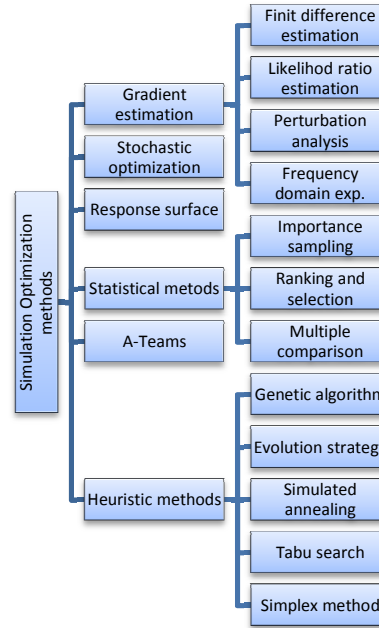 Simulation Optimization
methods
Gradient
estimation
Finit difference
estimation
Likelihod ratio
estimation
Perturbation
analysis
Frequency
domain exp.
Stochastic
optimization
Response surface
Statistical metods
Importance
sampling
Ranking and
selection
Multiple
comparison
A-Teams
Heuristic methods
Genetic algorithm
Evolution strateg
Simulated
annealing
Tabu search
Simplex method